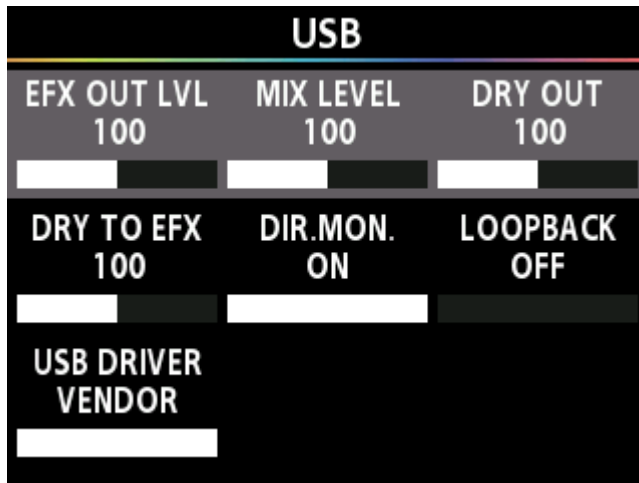 USB
EFX OUT LVL
100
MIX LEVEL
100
DRY OUT
100
DRY TO EFX
100
DIR.MON.
ON
LOOPBACK
OFF
USB DRIVER
VENDOR